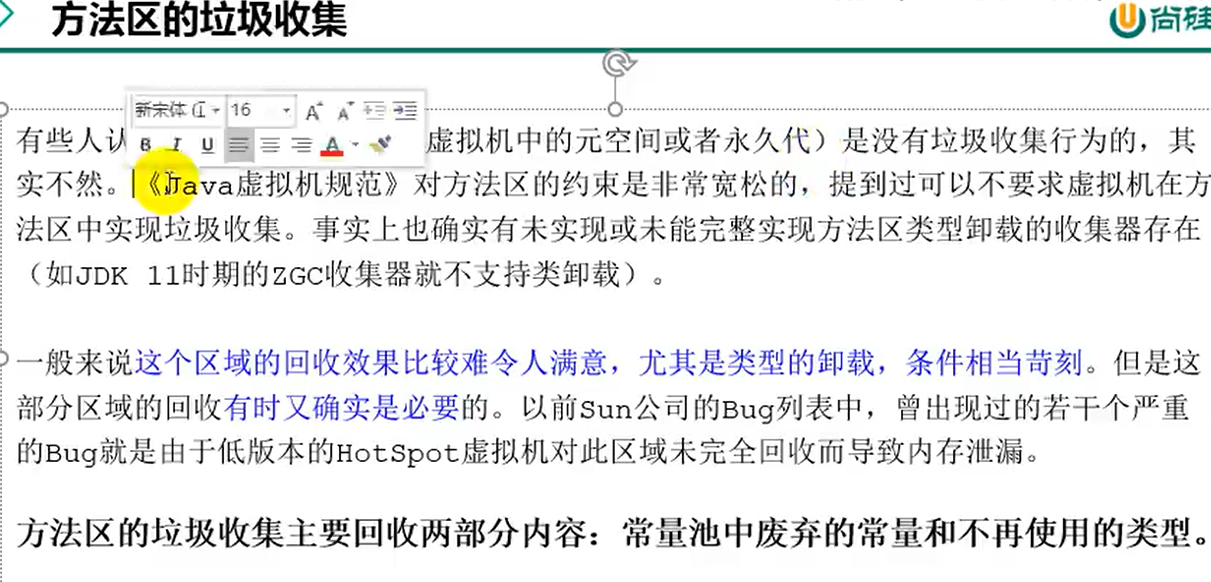 方法区的垃圾收集
尚硅
新宋体 16
B I U A
有些人认 虚拟机中的元空间或者永久代）是没有垃圾收集行为的，其
实不然。《Java虚拟机规范》对方法区的约束是非常宽松的，提到过可以不要求虚拟机在方
法区中实现垃圾收集。事实上也确实有未实现或未能完整实现方法区类型卸载的收集器存在
（如JDK 11时期的ZGC收集器就不支持类卸载）。
一般来说这个区域的回收效果比较难令人满意，尤其是类型的卸载，条件相当苛刻。但是这
部分区域的回收有时又确实是必要的。以前Sun公司的Bug列表中，曾出现过的若干个严重
的Bug就是由于低版本的HotSpot虚拟机对此区域未完全回收而导致内存泄漏。
方法区的垃圾收集主要回收两部分内容：常量池中废弃的常量和不再使用的类型。